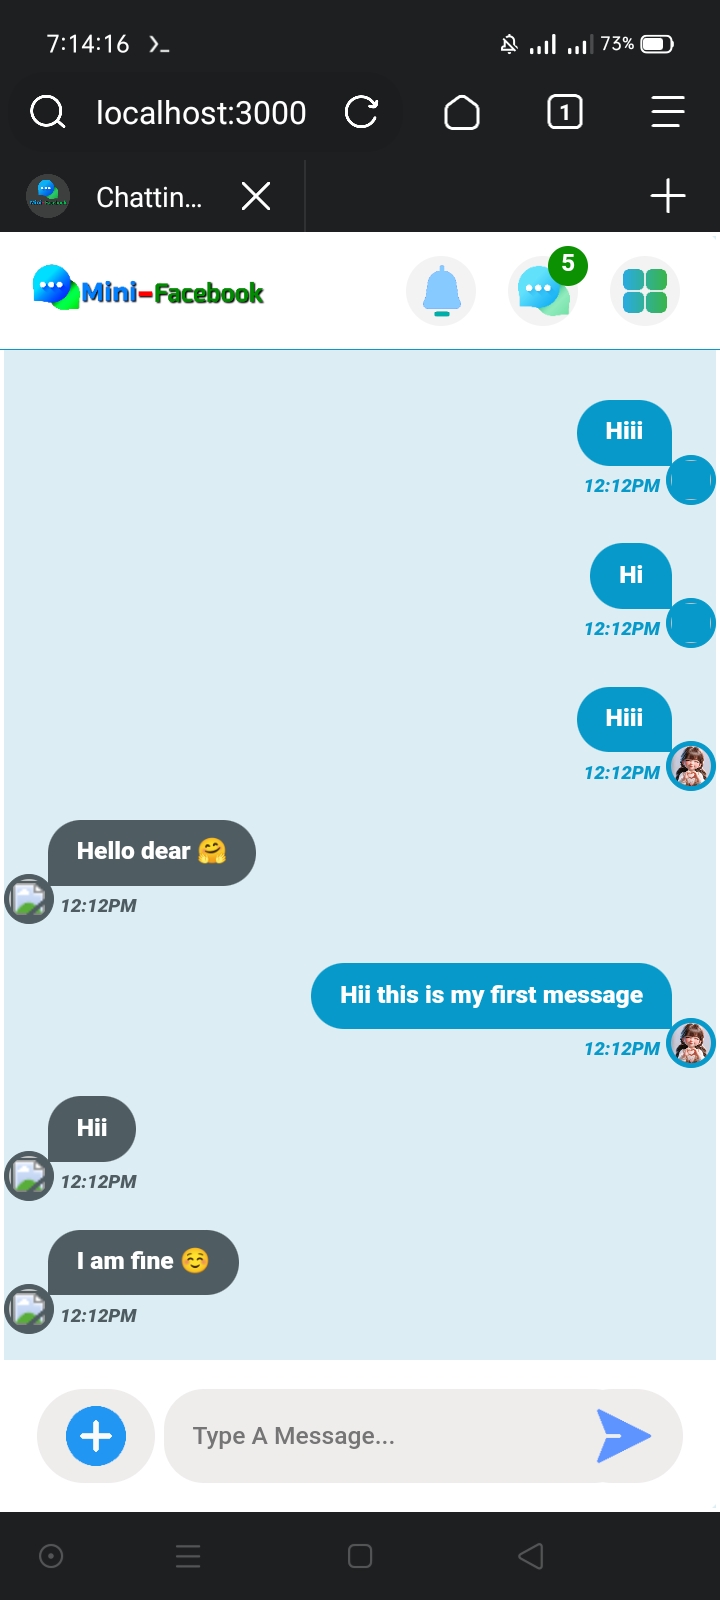 7:14:16
73%
localhost:3000
1
Chattin...
Mini-Facebook
5
Hiii
12:12PM
Hi
12:12PM
Hiii
12:12PM
Hello dear 🤗
12:12PM
Hii this is my first message
12:12PM
Hii
12:12PM
I am fine ☺️
12:12PM
Type A Message...